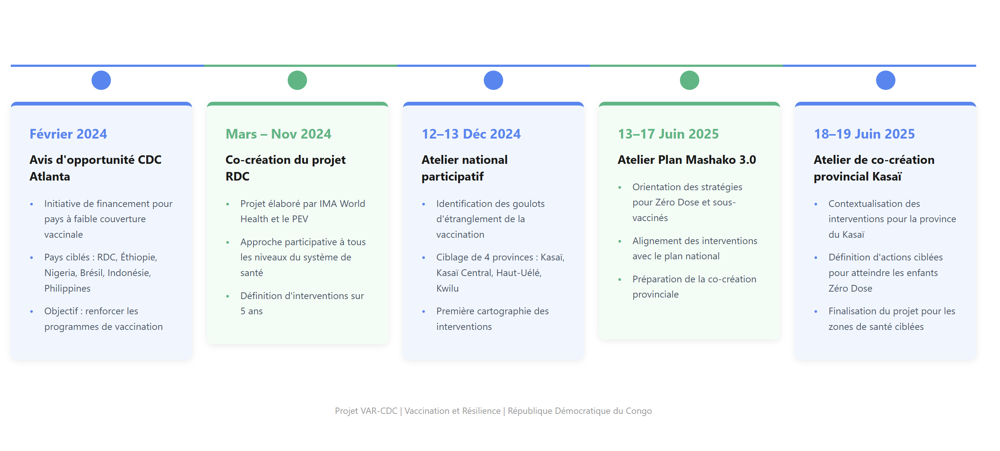 Février 2024
Avis d'opportunité CDC
Atlanta
• Initiative de financement pour
pays à faible couverture
vaccinale
• Pays ciblés : RDC, Éthiopie,
Nigeria, Brésil, Indonésie,
Philippines
• Objectif : renforcer les
programmes de vaccination
Mars – Nov 2024
Co-création du projet
RDC
• Projet élaboré par IMA World
Health et le PEV
• Approche participative à tous
les niveaux du système de
santé
• Définition d'interventions sur
5 ans
12–13 Déc 2024
Atelier national
participatif
• Identification des goulots
d'étranglement de la
vaccination
• Ciblage de 4 provinces : Kasaï,
Kasaï Central, Haut-Uélé,
Kwilu
• Première cartographie des
interventions
13–17 Juin 2025
Atelier Plan Mashako 3.0
• Orientation des stratégies
pour Zéro Dose et sous-
vaccinés
• Alignement des interventions
avec le plan national
• Préparation de la co-création
provinciale
18–19 Juin 2025
Atelier de co-création
provincial Kasaï
• Contextualisation des
interventions pour la province
du Kasaï
• Définition d'actions ciblées
pour atteindre les enfants
Zéro Dose
• Finalisation du projet pour les
zones de santé ciblées
Projet VAR-CDC | Vaccination et Résilience | République Démocratique du Congo